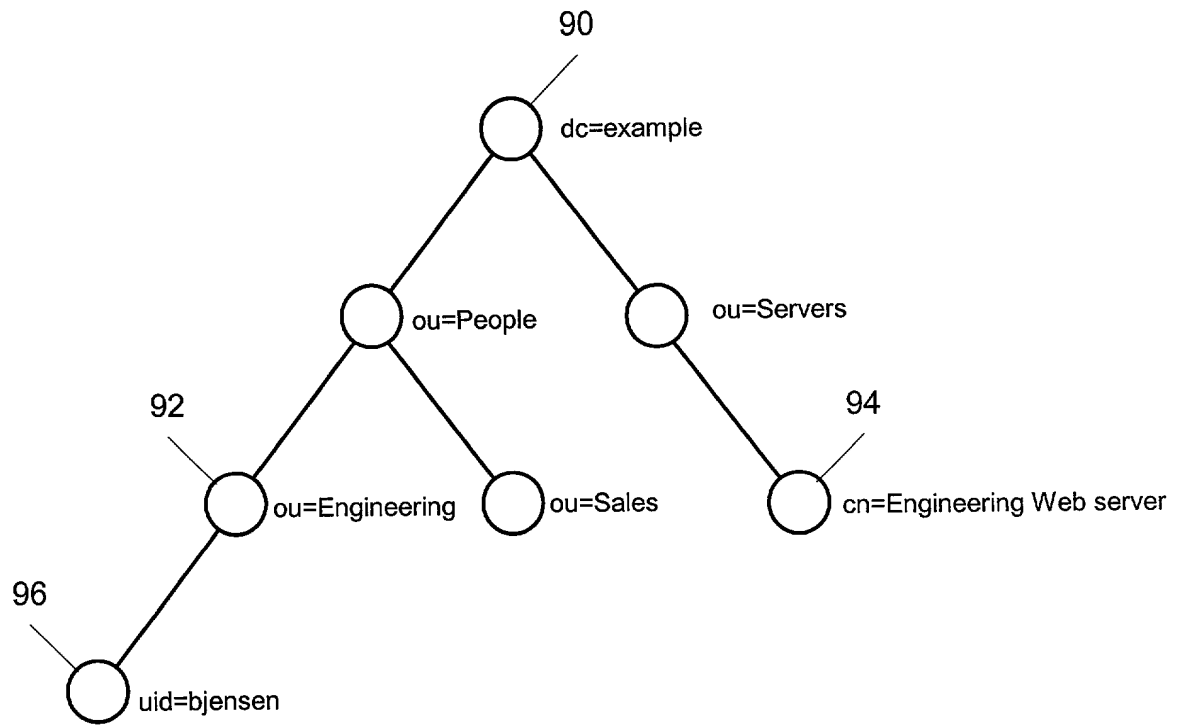 90
dc=example
ou=People
ou=Servers
92
94
ou=Engineering
ou=Sales
cn=Engineering Web server
96
uid=bjensen